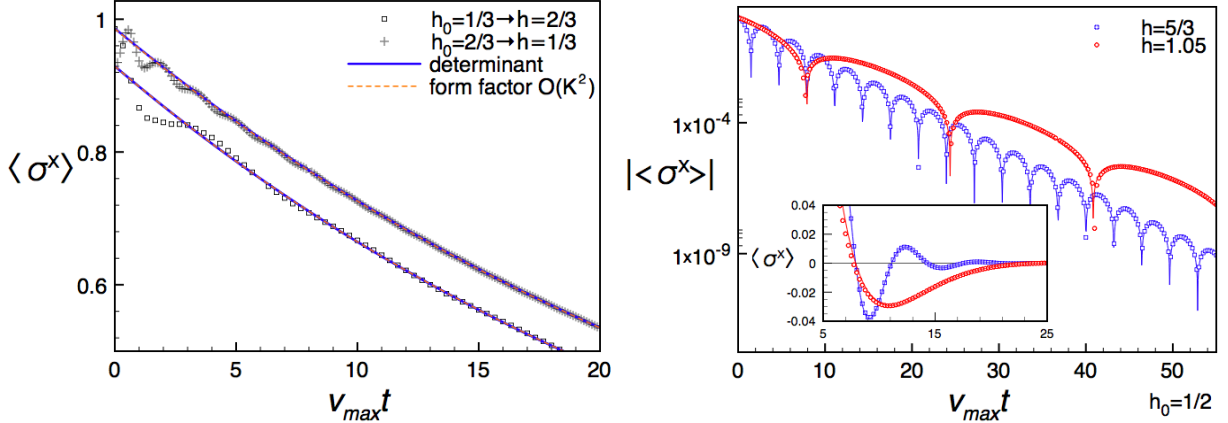 1
0.8
0.6
⟨σˣ⟩
h₀=1/3→h=2/3
h₀=2/3→h=1/3
determinant
form factor O(K²)
0
5
10
15
20
v_max t
|<σˣ>|
1x10⁻⁴
1x10⁻⁹
h=5/3
h=1.05
⟨σˣ⟩
0.04
0.02
0
-0.02
-0.04
5
15
25
0
10
20
30
40
50
v_max t
h₀=1/2